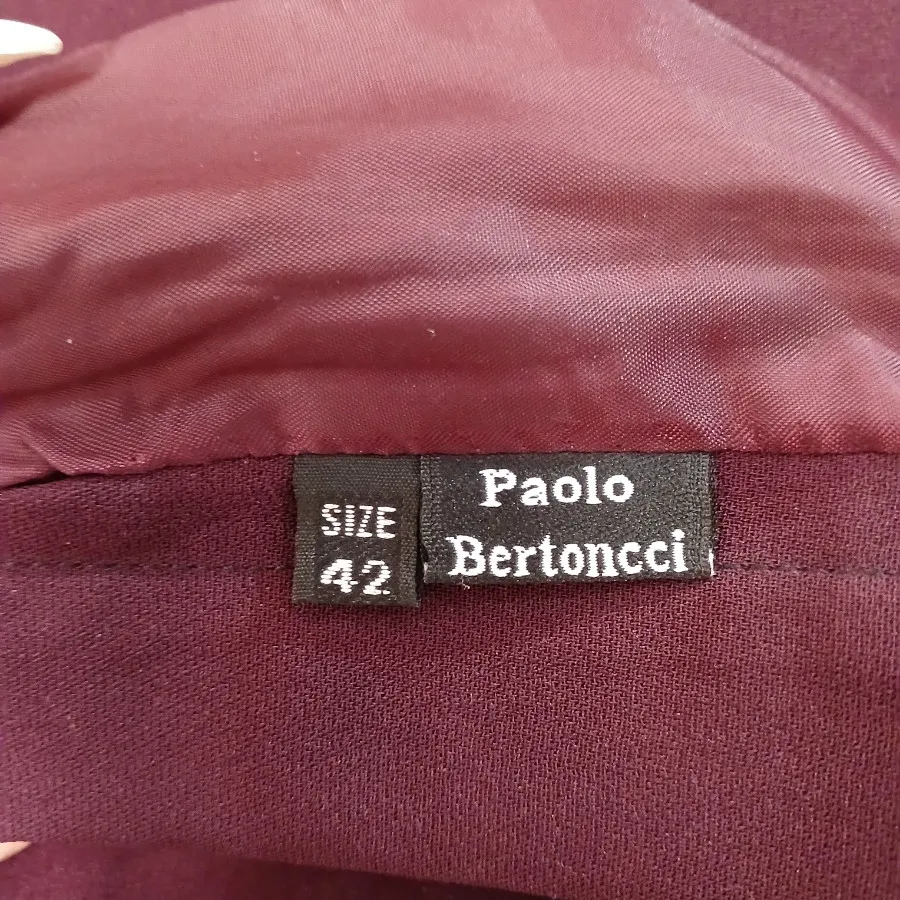 SIZE
42
Paolo
Bertoncci